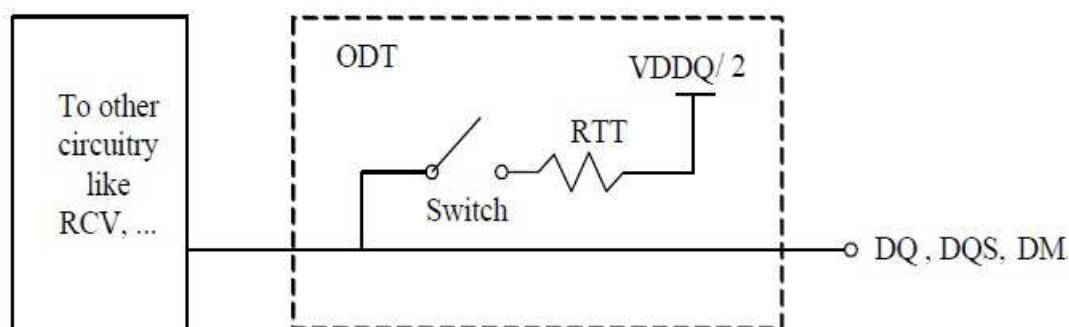 To other
circuitry
like
RCV, ...
ODT
VDDQ/ 2
RTT
Switch
DQ , DQS, DM,